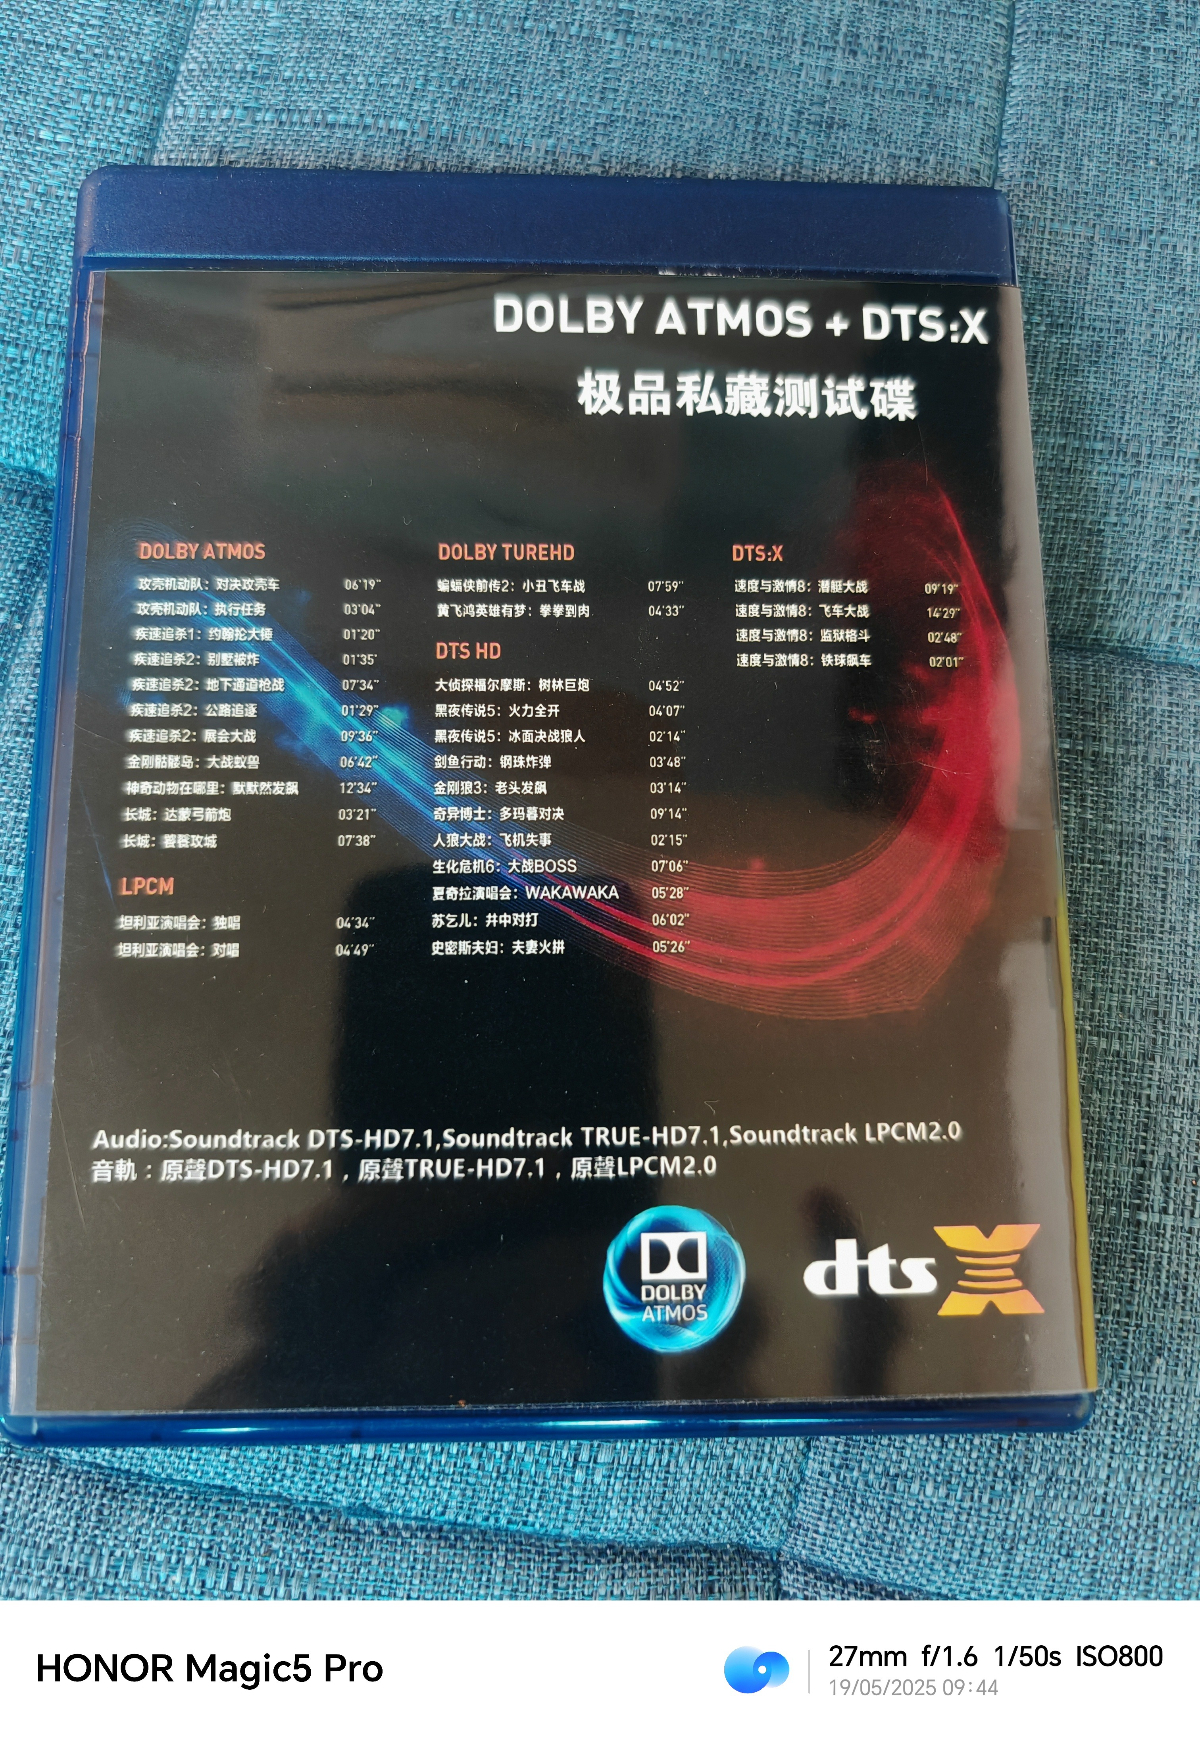 DOLBY ATMOS + DTS:X
极品私藏测试碟
DOLBY ATMOS
攻壳机动队：对决攻壳车 06'19"
攻壳机动队：执行任务 03'04"
疾速追杀1：约翰抡大锤 01'20"
疾速追杀2：别墅被炸 01'35"
疾速追杀2：地下通道枪战 07'34"
疾速追杀2：公路追逐 01'29"
疾速追杀2：展会大战 09'36"
金刚骷髅岛：大战蚁兽 06'42"
神奇动物在哪里：默默然发飙 12'34"
长城：达蒙弓箭炮 03'21"
长城：饕餮攻城 07'38"
LPCM
坦利亚演唱会：独唱 04'34"
坦利亚演唱会：对唱 04'49"
DOLBY TUREHD
蝙蝠侠前传2：小丑飞车战 07'59"
黄飞鸿英雄有梦：拳拳到肉 04'33"
DTS HD
大侦探福尔摩斯：树林巨炮 04'52"
黑夜传说5：火力全开 04'07"
黑夜传说5：冰面决战狼人 02'14"
剑鱼行动：钢珠炸弹 03'48"
金刚狼3：老头发飙 03'14"
奇异博士：多玛暮对决 09'14"
人狼大战：飞机失事 02'15"
生化危机6：大战BOSS 07'06"
夏奇拉演唱会：WAKAWAKA 05'28"
苏乞儿：井中对打 06'02"
史密斯夫妇：夫妻火拼 05'26"
DTS:X
速度与激情8：潜艇大战 09'19"
速度与激情8：飞车大战 14'29"
速度与激情8：监狱格斗 02'48"
速度与激情8：铁球飙车 02'01"
Audio:Soundtrack DTS-HD7.1,Soundtrack TRUE-HD7.1,Soundtrack LPCM2.0
音軌：原聲DTS-HD7.1，原聲TRUE-HD7.1，原聲LPCM2.0
DOLBY
ATMOS
dts X
HONOR Magic5 Pro
27mm f/1.6 1/50s ISO800
19/05/2025 09:44